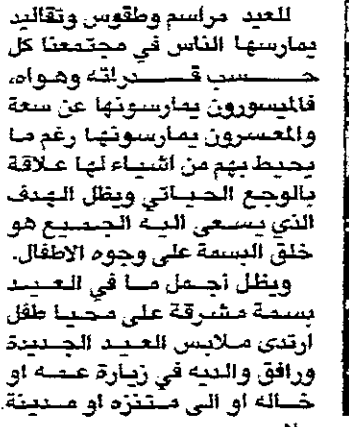 للعيد مراسم وطقوس وتقاليد
يمارسها الناس في مجتمعنا كل
حسب قدراته وهواه،
فالميسورون يمارسونها عن سعة
والمعسرون يمارسونها رغم ما
يحيط بهم من اشياء لها علاقة
بالوجع الحياتي ويظل الهدف
الذي يسعى اليه الجميع هو
خلق البسمة على وجوه الاطفال.
ويظل أجمل ما في العيد
بسمة مشرقة على محيا طفل
ارتدى ملابس العيد الجديدة
ورافق والديه في زيارة عمه او
خاله او الى متنزه او مدينة